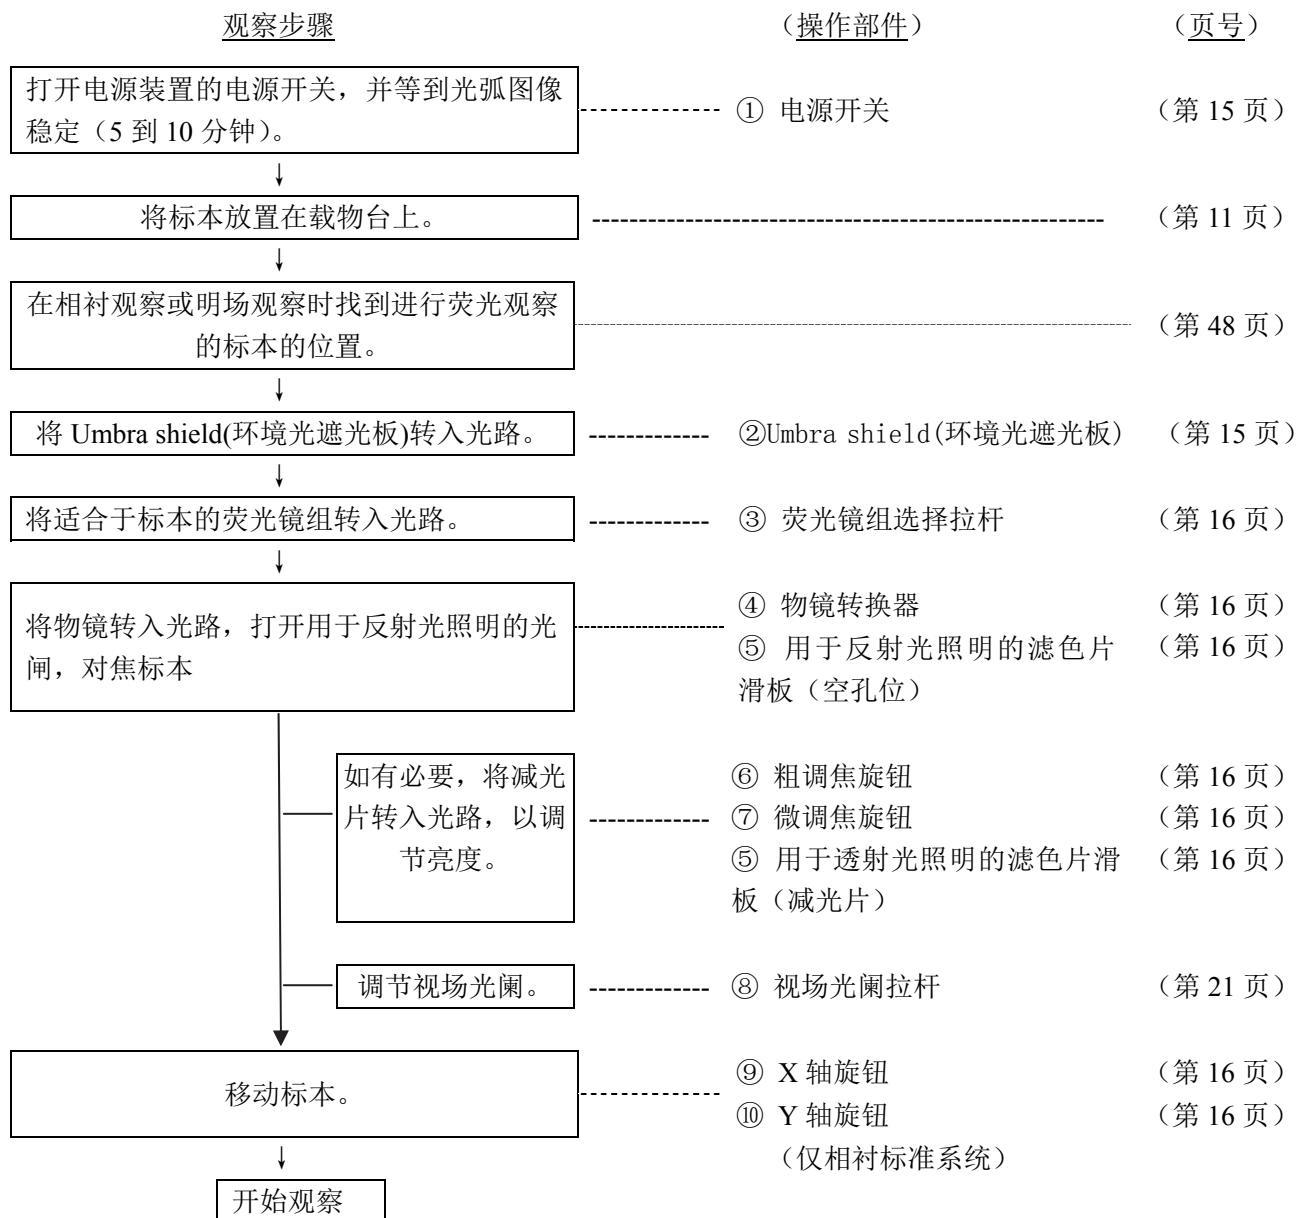 观察步骤 （操作部件） （页号）
打开电源装置的电源开关，并等到光弧图像
稳定（5 到 10 分钟）。
① 电源开关 （第 15 页）
↓
将标本放置在载物台上。 （第 11 页）
↓
在相衬观察或明场观察时找到进行荧光观察
的标本的位置。
（第 48 页）
↓
将 Umbra shield(环境光遮光板)转入光路。 ②Umbra shield(环境光遮光板) （第 15 页）
↓
将适合于标本的荧光镜组转入光路。 ③ 荧光镜组选择拉杆 （第 16 页）
↓
将物镜转入光路，打开用于反射光照明的光
闸，对焦标本
④ 物镜转换器 （第 16 页）
⑤ 用于反射光照明的滤色片 （第 16 页）
滑板（空孔位）
如有必要，将减光
片转入光路，以调
节亮度。
⑥ 粗调焦旋钮 （第 16 页）
⑦ 微调焦旋钮 （第 16 页）
⑤ 用于透射光照明的滤色片滑 （第 16 页）
板（减光片）
调节视场光阑。 ⑧ 视场光阑拉杆 （第 21 页）
移动标本。
⑨ X 轴旋钮 （第 16 页）
⑩ Y 轴旋钮 （第 16 页）
（仅相衬标准系统）
↓
开始观察